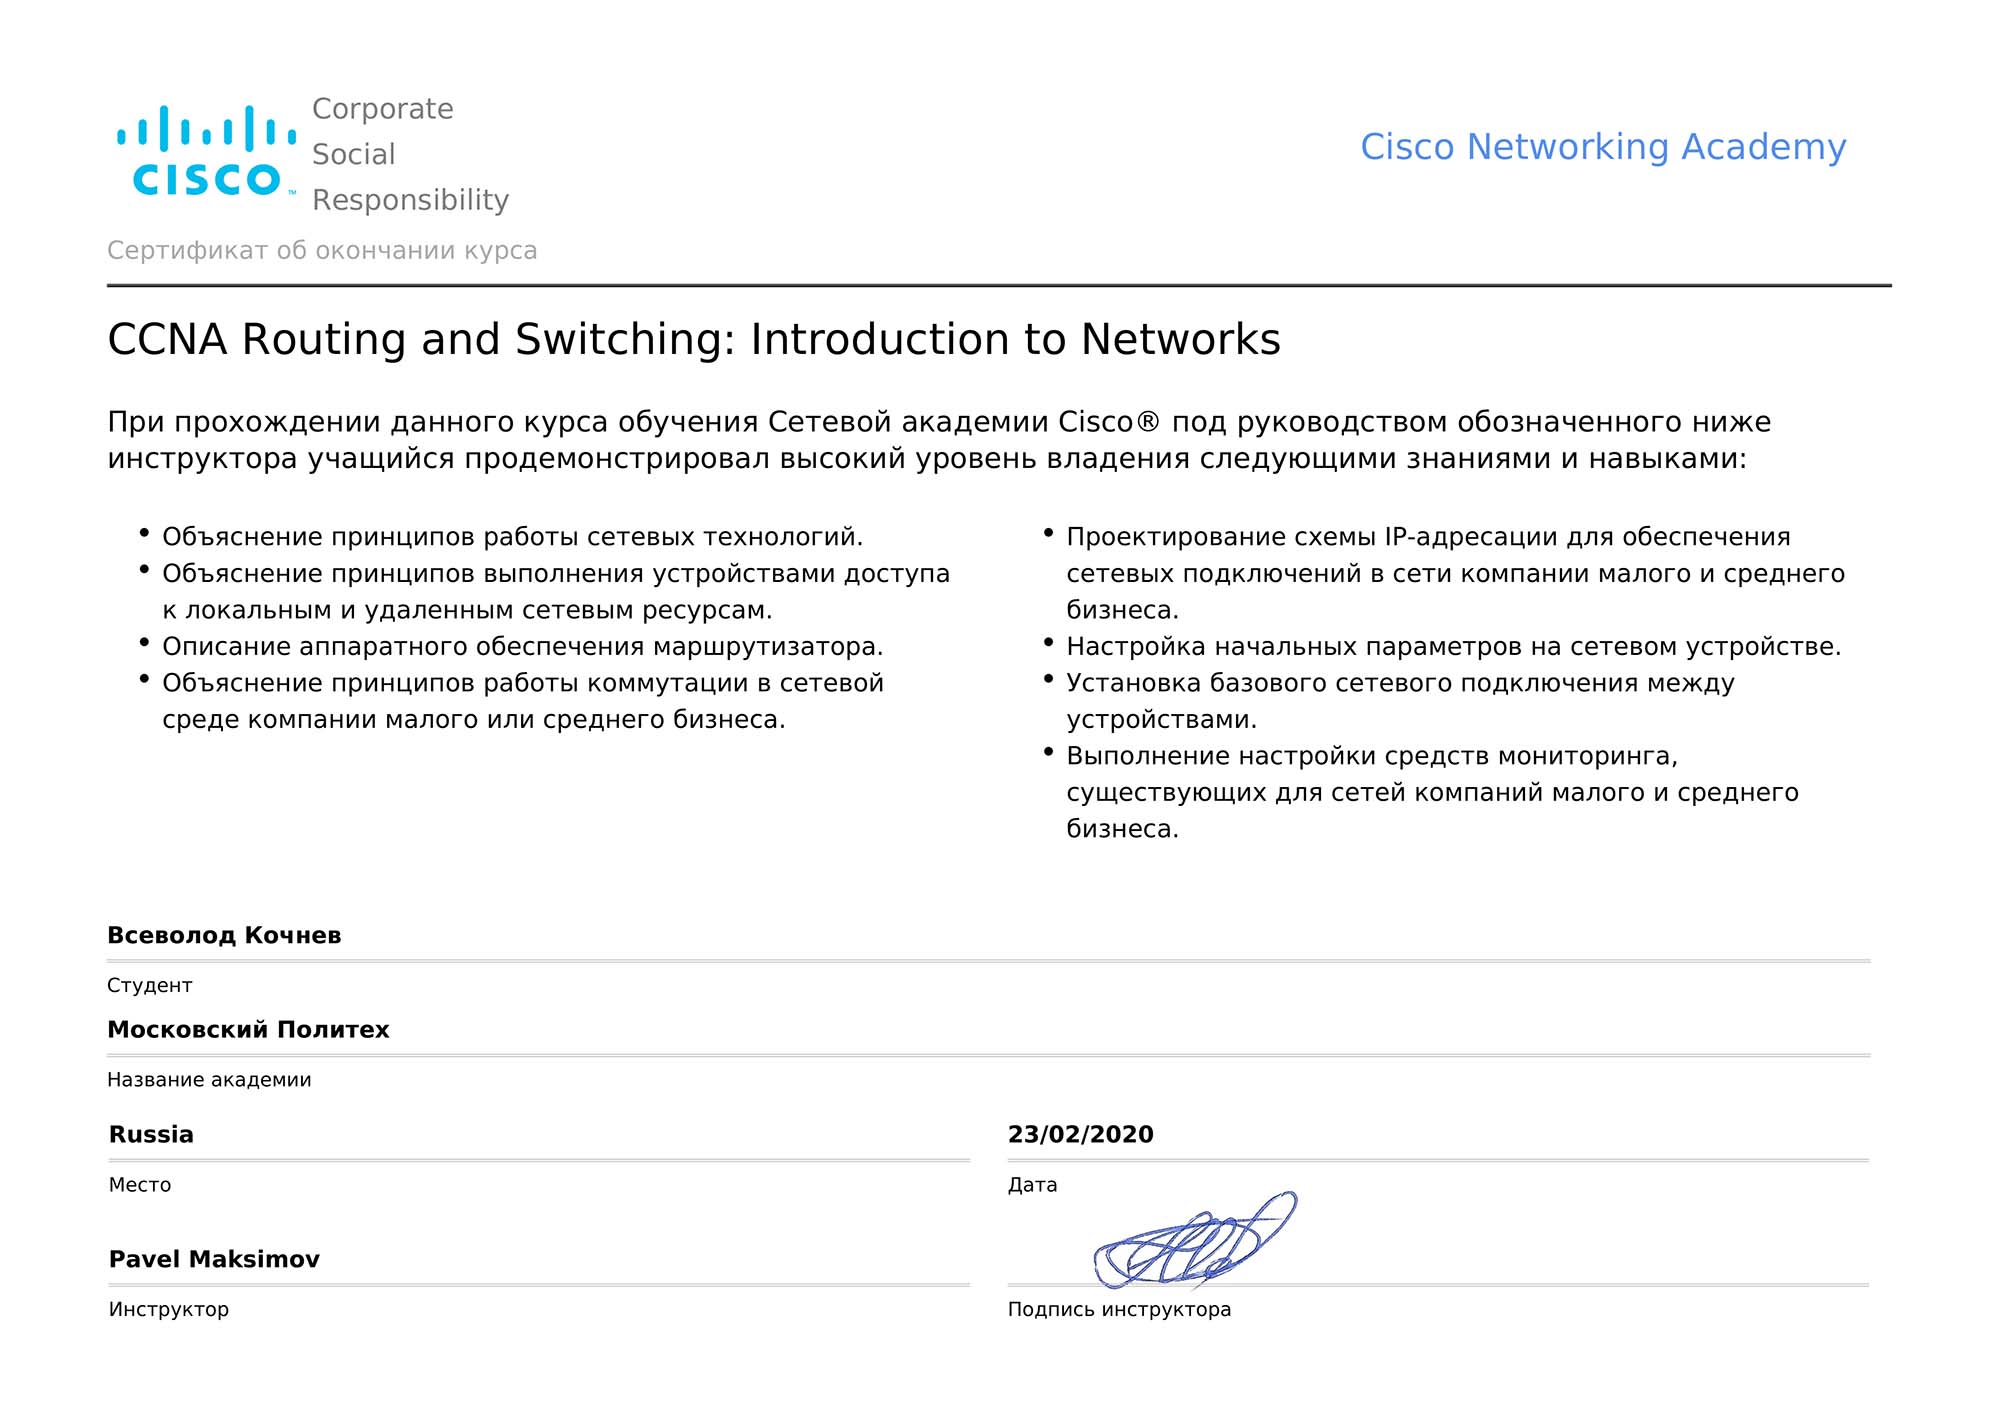 CISCO™
Corporate
Social
Responsibility
Cisco Networking Academy
Сертификат об окончании курса
CCNA Routing and Switching: Introduction to Networks
При прохождении данного курса обучения Сетевой академии Cisco® под руководством обозначенного ниже
инструктора учащийся продемонстрировал высокий уровень владения следующими знаниями и навыками:
• Объяснение принципов работы сетевых технологий.
• Объяснение принципов выполнения устройствами доступа
к локальным и удаленным сетевым ресурсам.
• Описание аппаратного обеспечения маршрутизатора.
• Объяснение принципов работы коммутации в сетевой
среде компании малого или среднего бизнеса.
• Проектирование схемы IP-адресации для обеспечения
сетевых подключений в сети компании малого и среднего
бизнеса.
• Настройка начальных параметров на сетевом устройстве.
• Установка базового сетевого подключения между
устройствами.
• Выполнение настройки средств мониторинга,
существующих для сетей компаний малого и среднего
бизнеса.
Всеволод Кочнев
Студент
Московский Политех
Название академии
Russia
Место
23/02/2020
Дата
Pavel Maksimov
Инструктор
Подпись инструктора